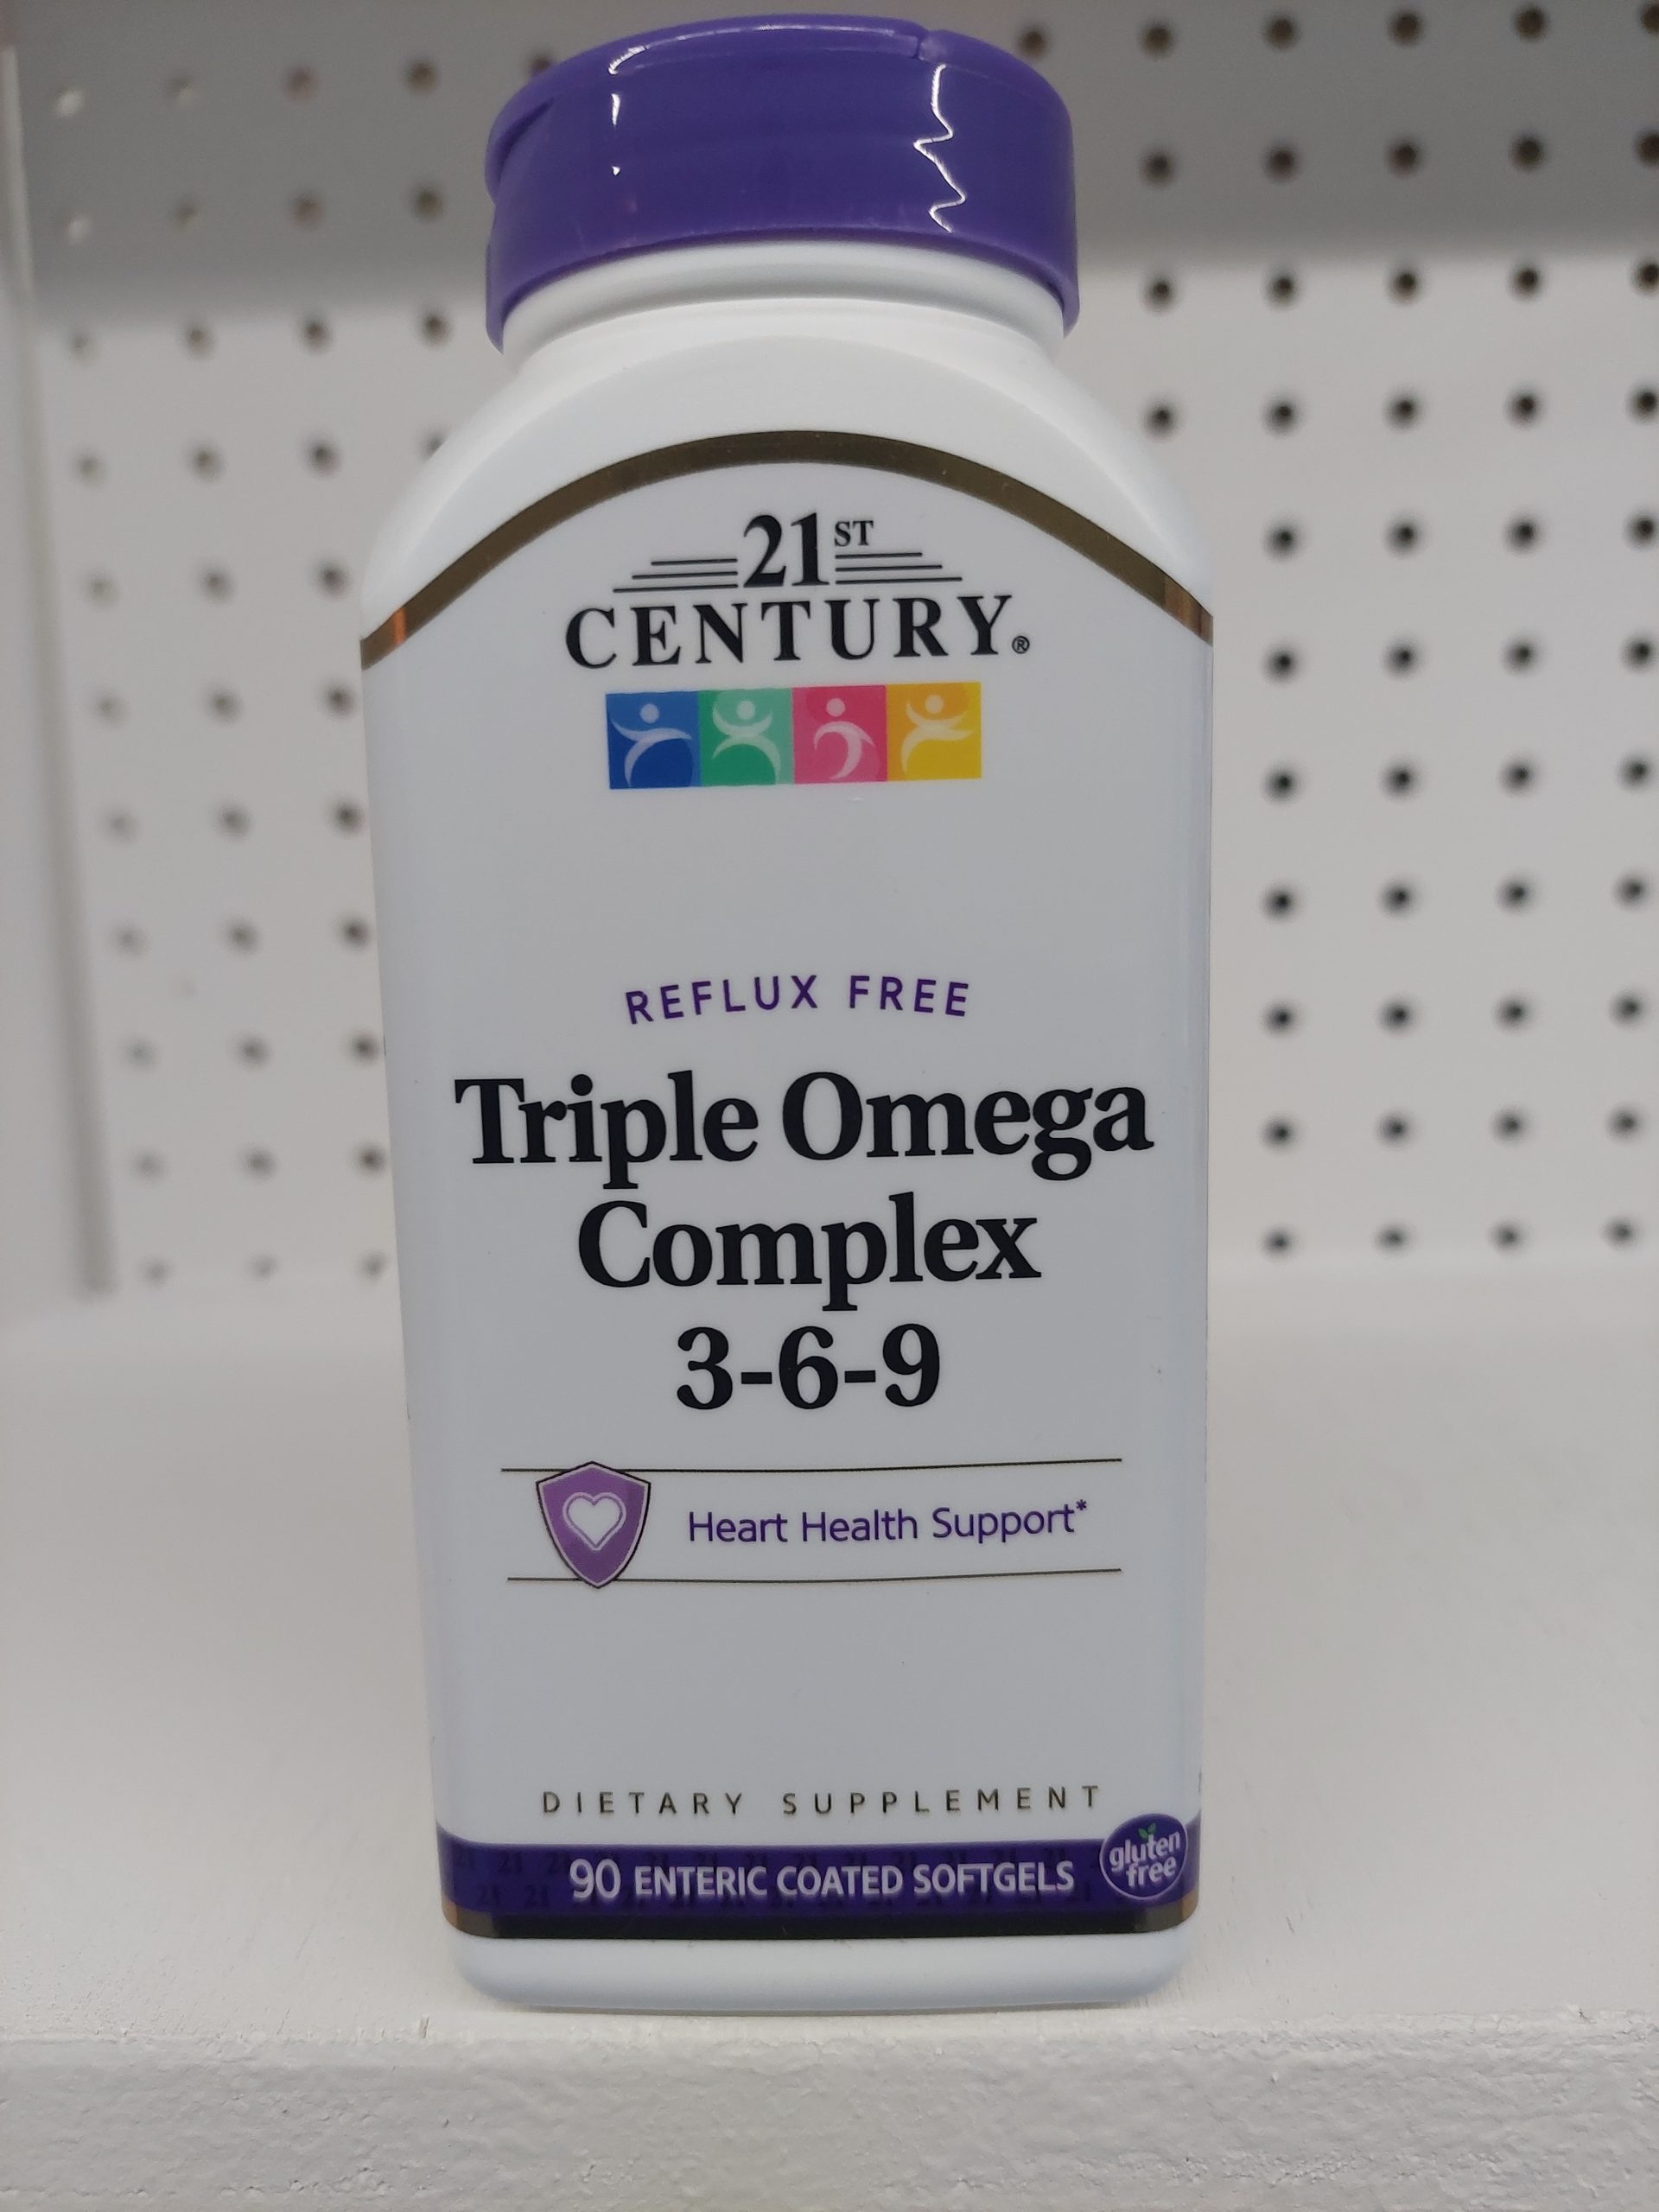 21ST
CENTURY®
REFLUX FREE
Triple Omega
Complex
3-6-9
Heart Health Support*
DIETARY SUPPLEMENT
90 ENTERIC COATED SOFTGELS
gluten
free